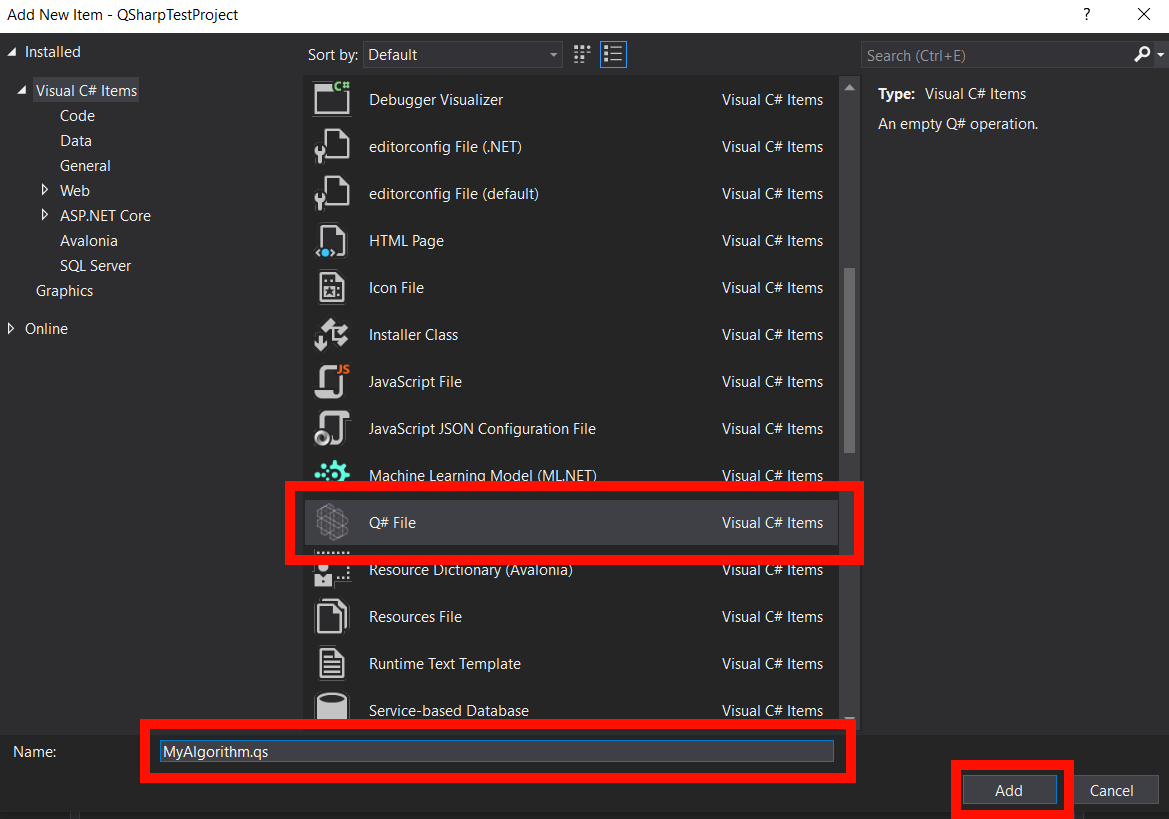 Add New Item - QSharpTestProject
?
Installed
Visual C# Items
Code
Data
General
Web
ASP.NET Core
Avalonia
SQL Server
Graphics
Online
Sort by: Default
Search (Ctrl+E)
C#
Debugger Visualizer Visual C# Items
editorconfig File (.NET) Visual C# Items
editorconfig File (default) Visual C# Items
HTML Page Visual C# Items
Icon File Visual C# Items
Installer Class Visual C# Items
JS
JavaScript File Visual C# Items
JavaScript JSON Configuration File Visual C# Items
Machine Learning Model (ML.NET) Visual C# Items
Q# File Visual C# Items
Resource Dictionary (Avalonia) Visual C# Items
Resources File Visual C# Items
Runtime Text Template Visual C# Items
Service-based Database Visual C# Items
Type: Visual C# Items
An empty Q# operation.
Name: MyAlgorithm.qs
Add Cancel